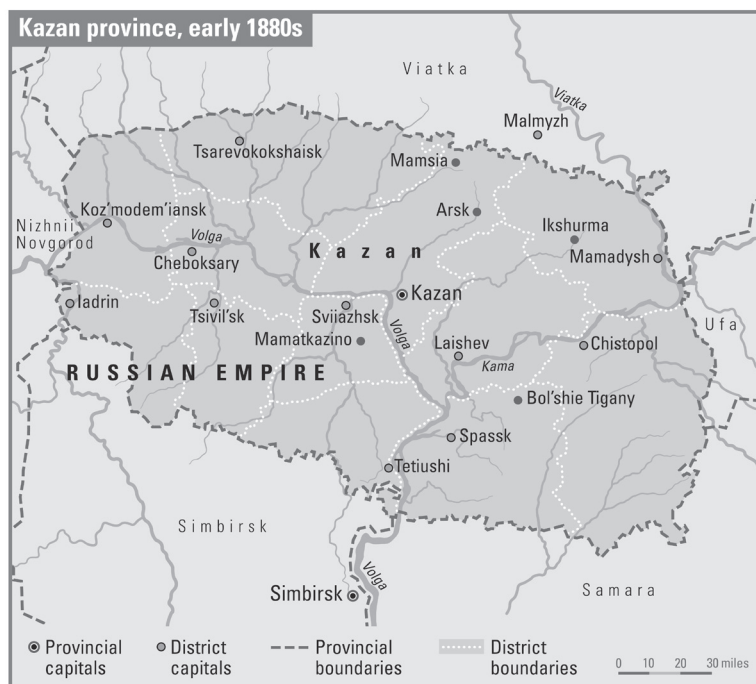 Kazan province, early 1880s
Viatka
Viatka
Malmyzh
Tsarevokokshaisk
Mamsia
Koz'modem'iansk
Arsk
Ikshurma
Nizhnii
Novgorod
Volga
Kazan
Cheboksary
Mamadysh
Iadrin
Tsivil'sk
Sviiazhsk
Kazan
Ufa
Mamatkazino
Volga
Laishev
Chistopol
Kama
RUSSIAN EMPIRE
Bol'shie Tigany
Spassk
Tetiushi
Simbirsk
Volga
Simbirsk
Samara
Provincial
capitals
District
capitals
Provincial
boundaries
District
boundaries
0 10 20 30 miles